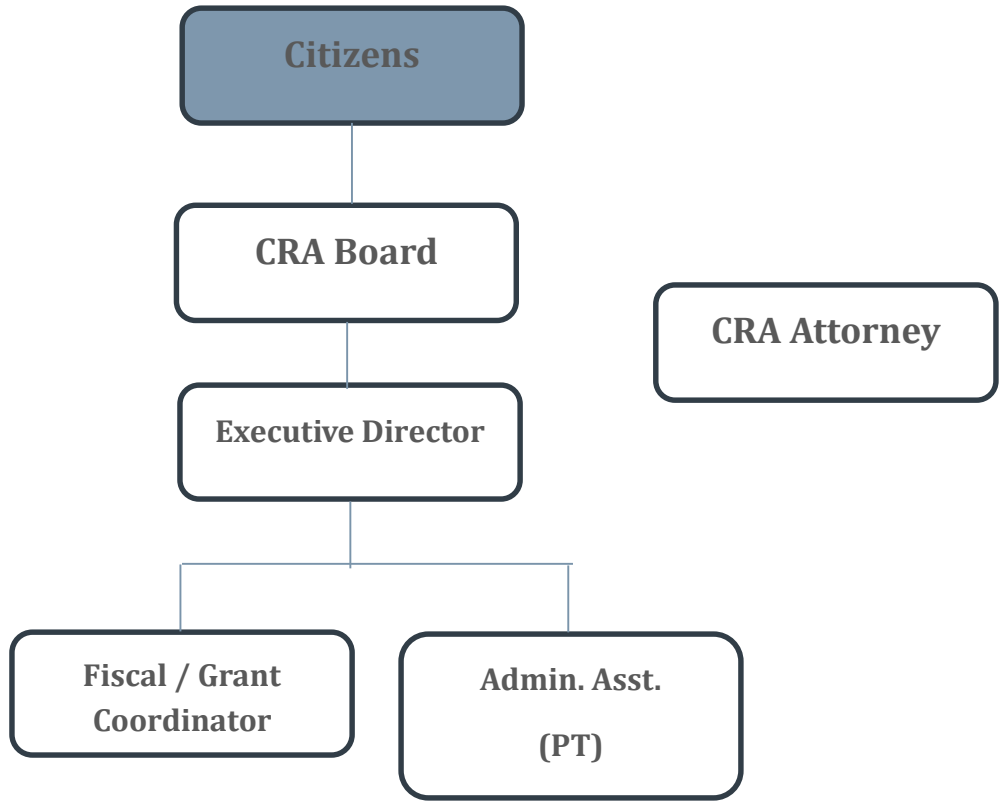 Citizens
CRA Board
CRA Attorney
Executive Director
Fiscal / Grant
Coordinator
Admin. Asst.
(PT)